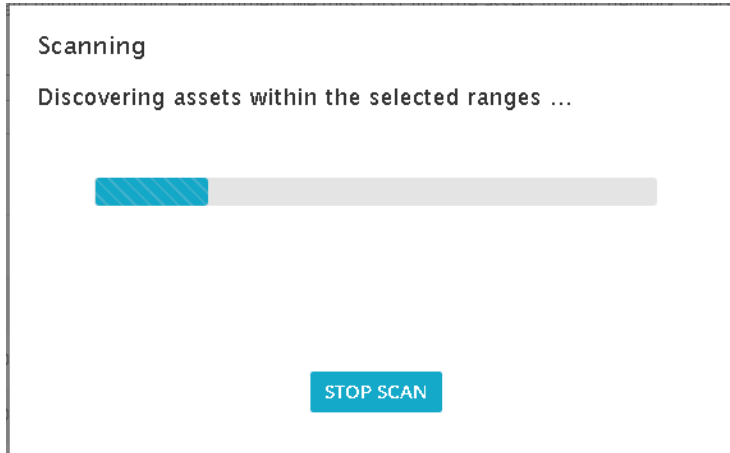 Scanning
Discovering assets within the selected ranges ...
STOP SCAN